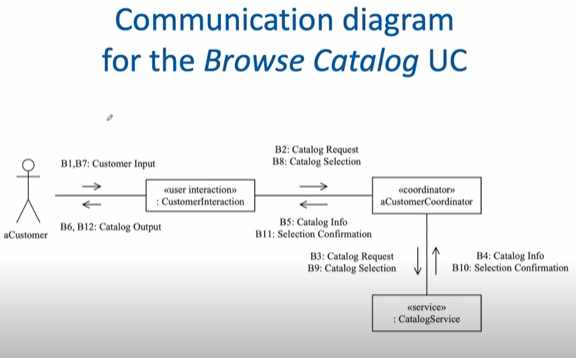 Communication diagram
for the Browse Catalog UC
B2: Catalog Request
B8: Catalog Selection
B1,B7: Customer Input
«user interaction»
: CustomerInteraction
«coordinator»
aCustomerCoordinator
B6, B12: Catalog Output
aCustomer
B5: Catalog Info
B11: Selection Confirmation
B3: Catalog Request
B9: Catalog Selection
B4: Catalog Info
B10: Selection Confirmation
«service»
: CatalogService